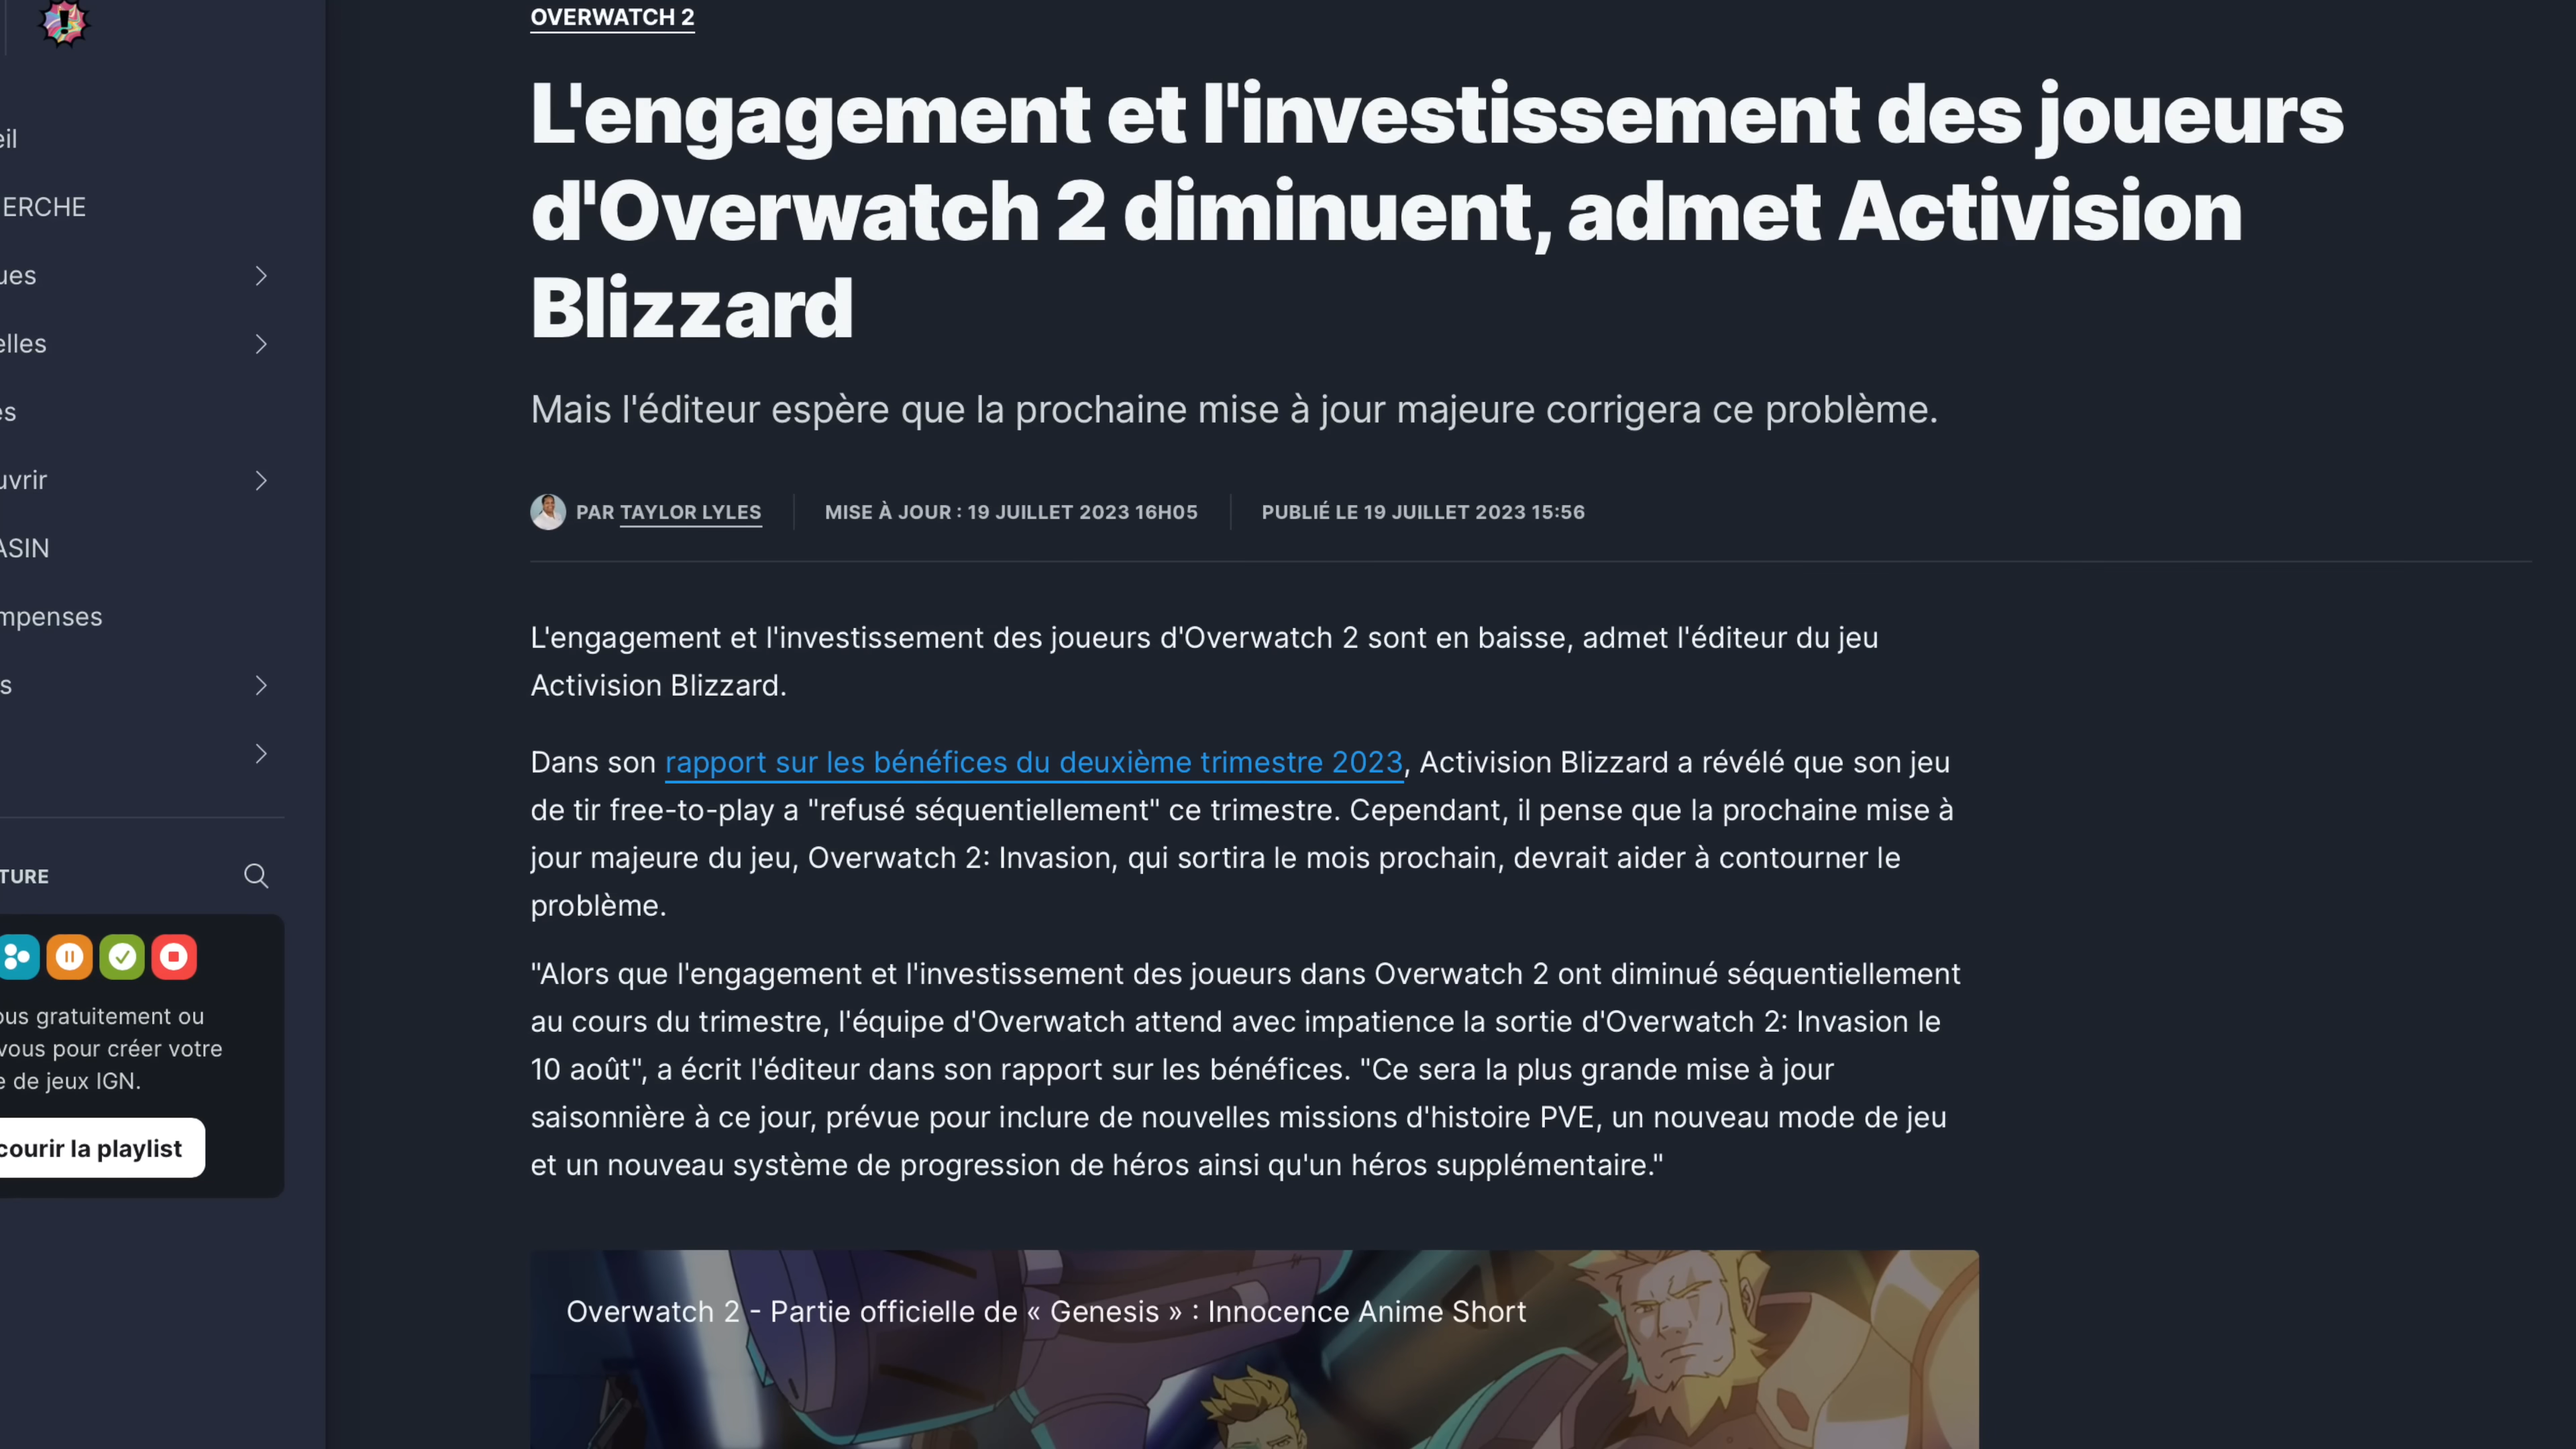 OVERWATCH 2
L'engagement et l'investissement des joueurs
d'Overwatch 2 diminuent, admet Activision
Blizzard
Mais l'éditeur espère que la prochaine mise à jour majeure corrigera ce problème.
PAR TAYLOR LYLES
MISE À JOUR : 19 JUILLET 2023 16H05
PUBLIÉ LE 19 JUILLET 2023 15:56
L'engagement et l'investissement des joueurs d'Overwatch 2 sont en baisse, admet l'éditeur du jeu
Activision Blizzard.
Dans son rapport sur les bénéfices du deuxième trimestre 2023, Activision Blizzard a révélé que son jeu
de tir free-to-play a "refusé séquentiellement" ce trimestre. Cependant, il pense que la prochaine mise à
jour majeure du jeu, Overwatch 2: Invasion, qui sortira le mois prochain, devrait aider à contourner le
problème.
"Alors que l'engagement et l'investissement des joueurs dans Overwatch 2 ont diminué séquentiellement
au cours du trimestre, l'équipe d'Overwatch attend avec impatience la sortie d'Overwatch 2: Invasion le
10 août", a écrit l'éditeur dans son rapport sur les bénéfices. "Ce sera la plus grande mise à jour
saisonnière à ce jour, prévue pour inclure de nouvelles missions d'histoire PVE, un nouveau mode de jeu
et un nouveau système de progression de héros ainsi qu'un héros supplémentaire."
Overwatch 2 - Partie officielle de « Genesis » : Innocence Anime Short
eil
ERCHE
ues
elles
es
uvrir
ASIN
mpenses
s
TURE
ous gratuitement ou
vous pour créer votre
e de jeux IGN.
courir la playlist